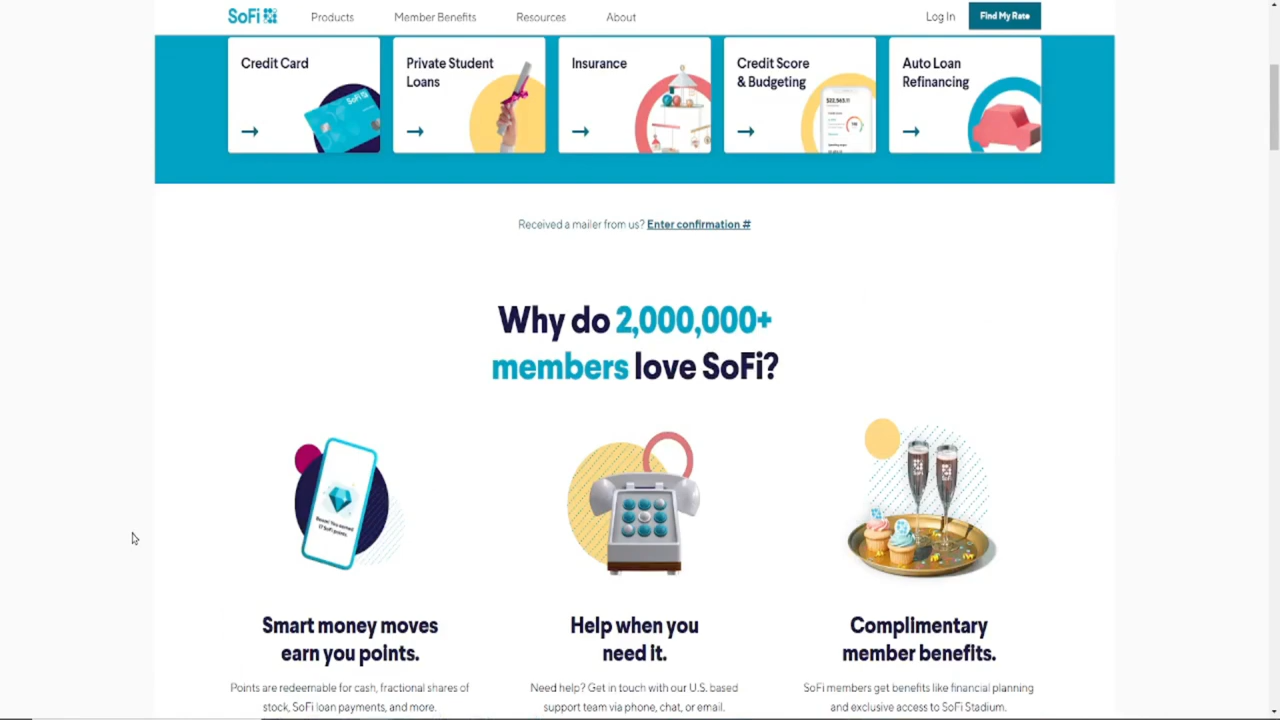 SoFi
Products
Member Benefits
Resources
About
Log In
Find My Rate
Credit Card
Private Student
Loans
Insurance
Credit Score
& Budgeting
Auto Loan
Refinancing
SoFi
Received a mailer from us? Enter confirmation #
Why do 2,000,000+
members love SoFi?
Smart money moves
earn you points.
Points are redeemable for cash, fractional shares of
stock, SoFi loan payments, and more.
Help when you
need it.
Need help? Get in touch with our U.S. based
support team via phone, chat, or email.
Complimentary
member benefits.
SoFi members get benefits like financial planning
and exclusive access to SoFi Stadium.